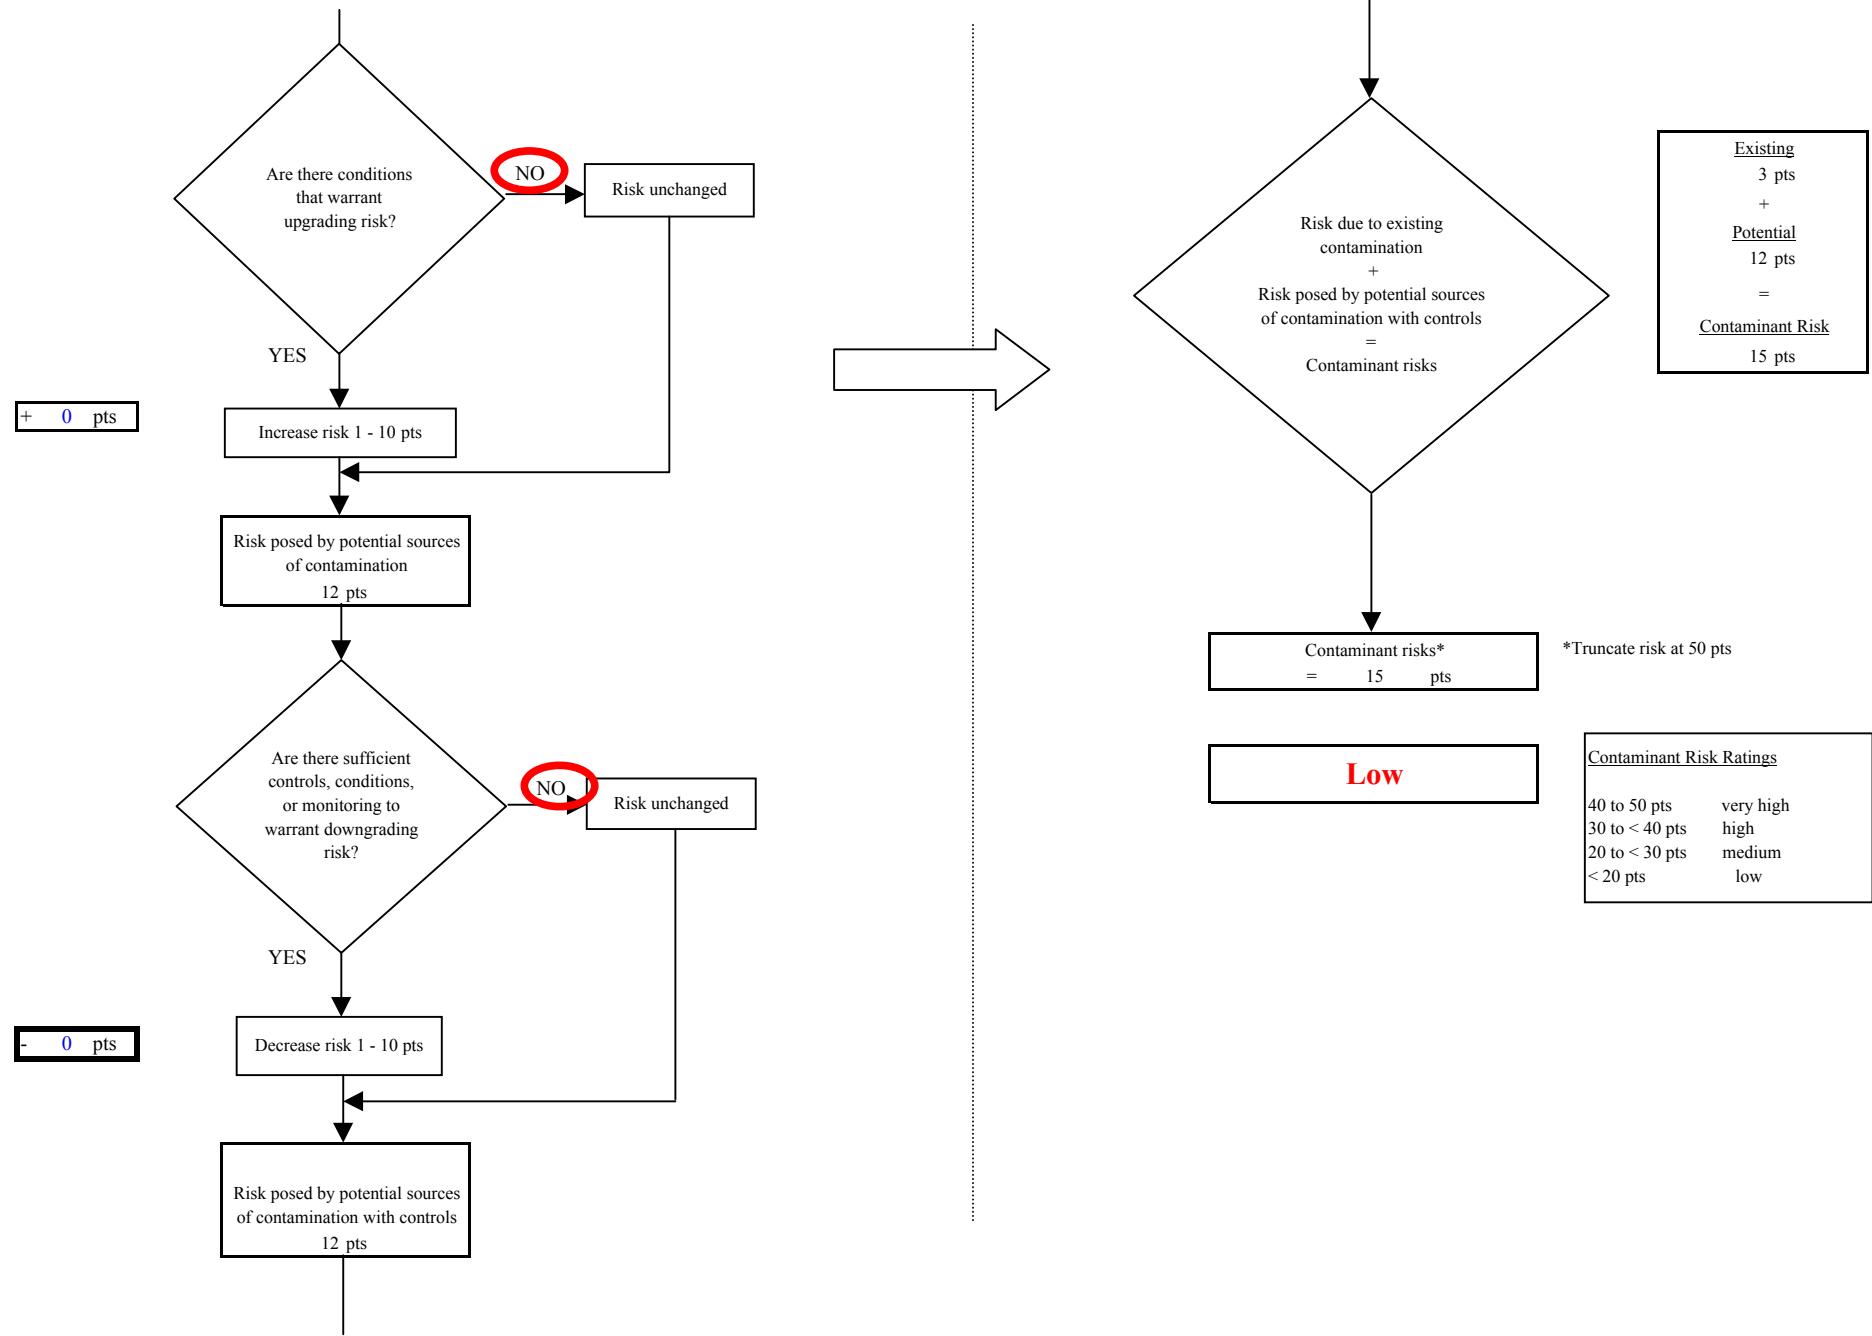 Are there conditions
that warrant
upgrading risk?
NO
Risk unchanged
YES
+ 0 pts
Increase risk 1 - 10 pts
Risk posed by potential sources
of contamination
12 pts
Are there sufficient
controls, conditions,
or monitoring to
warrant downgrading
risk?
NO
Risk unchanged
YES
- 0 pts
Decrease risk 1 - 10 pts
Risk posed by potential sources
of contamination with controls
12 pts
Risk due to existing
contamination
+
Risk posed by potential sources
of contamination with controls
=
Contaminant risks
Existing
3 pts
+
Potential
12 pts
=
Contaminant Risk
15 pts
Contaminant risks*
= 15 pts
*Truncate risk at 50 pts
Low
Contaminant Risk Ratings
40 to 50 pts very high
30 to < 40 pts high
20 to < 30 pts medium
< 20 pts low